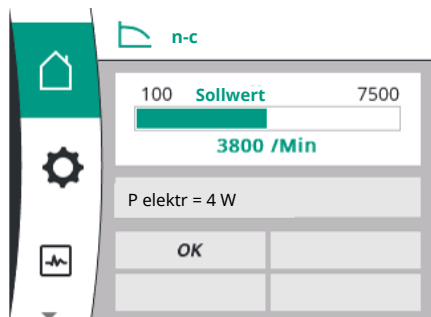 n-c
100 Sollwert 7500
3800 /Min
P elektr = 4 W
OK